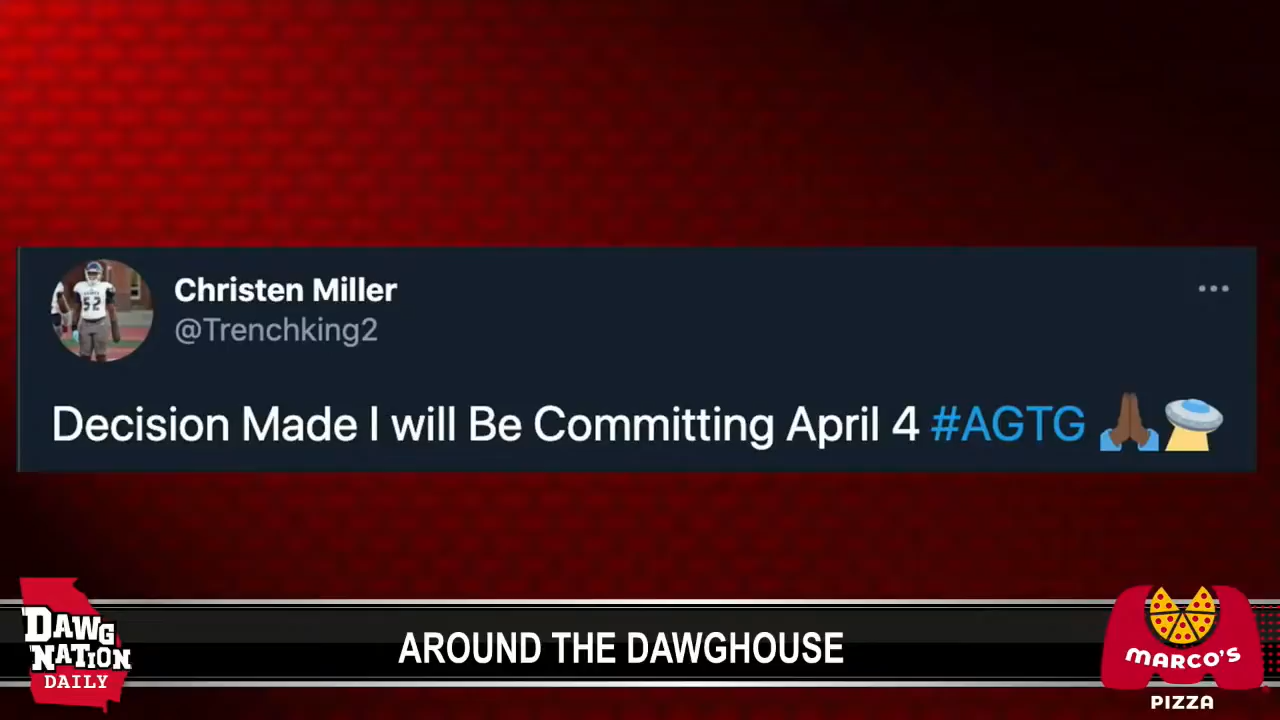 Christen Miller
@Trenchking2
Decision Made I will Be Committing April 4 #AGTG 🙏🏾🛸
52
DAWG
NATION
DAILY
AROUND THE DAWGHOUSE
MARCO'S
PIZZA